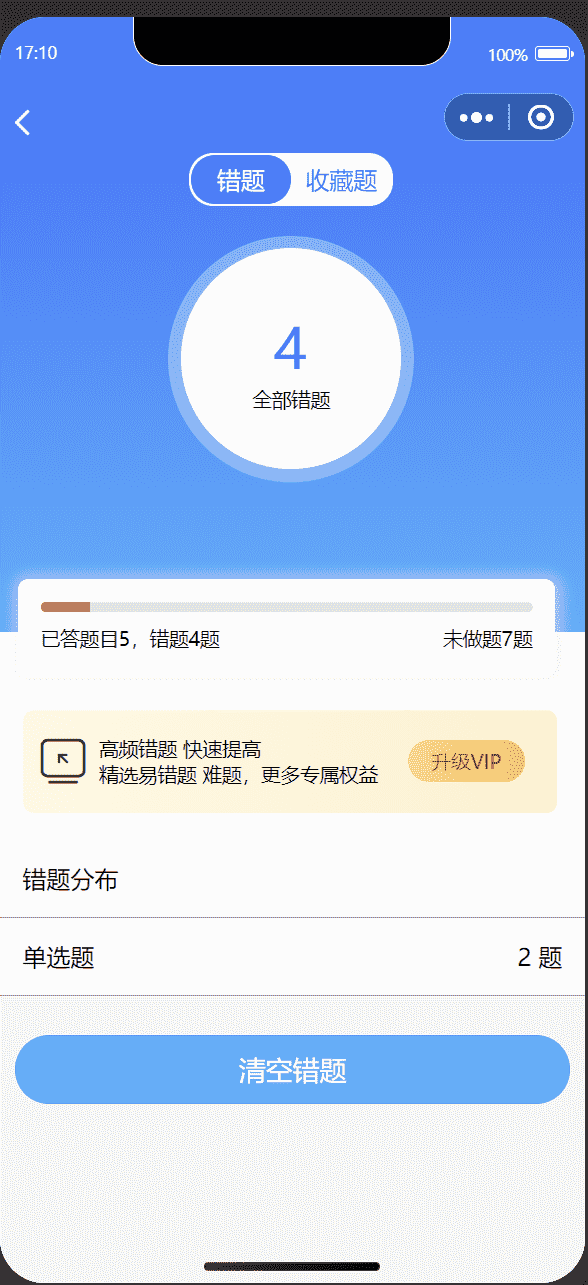 17:10
100%
错题 收藏题
4
全部错题
已答题目5，错题4题 未做题7题
高频错题 快速提高
精选易错题 难题，更多专属权益
升级VIP
错题分布
单选题 2 题
清空错题